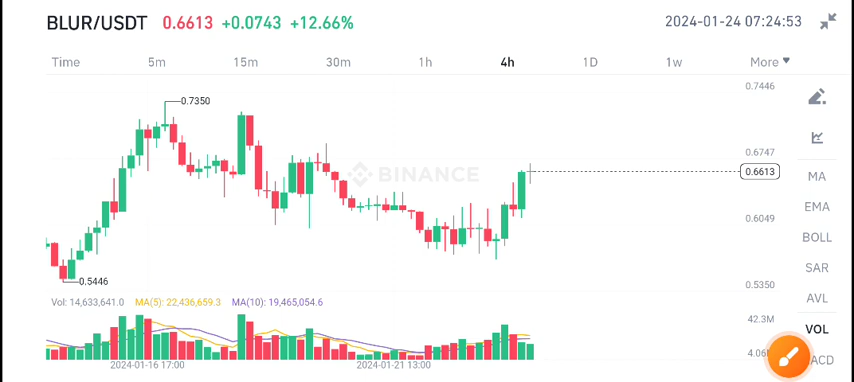 BLUR/USDT 0.6613 +0.0743 +12.66% 2024-01-24 07:24:53
Time 5m 15m 30m 1h 4h 1D 1w More
0.7446
0.7350
0.6747
BINANCE
0.6613
MA
EMA
0.6049
BOLL
SAR
0.5446
0.5350
Vol: 14,633,641.0 MA(5): 22,436,659.3 MA(10): 19,465,054.6
AVL
42.3M
VOL
4.06
ACD
2024-01-16 17:00 2024-01-21 13:00